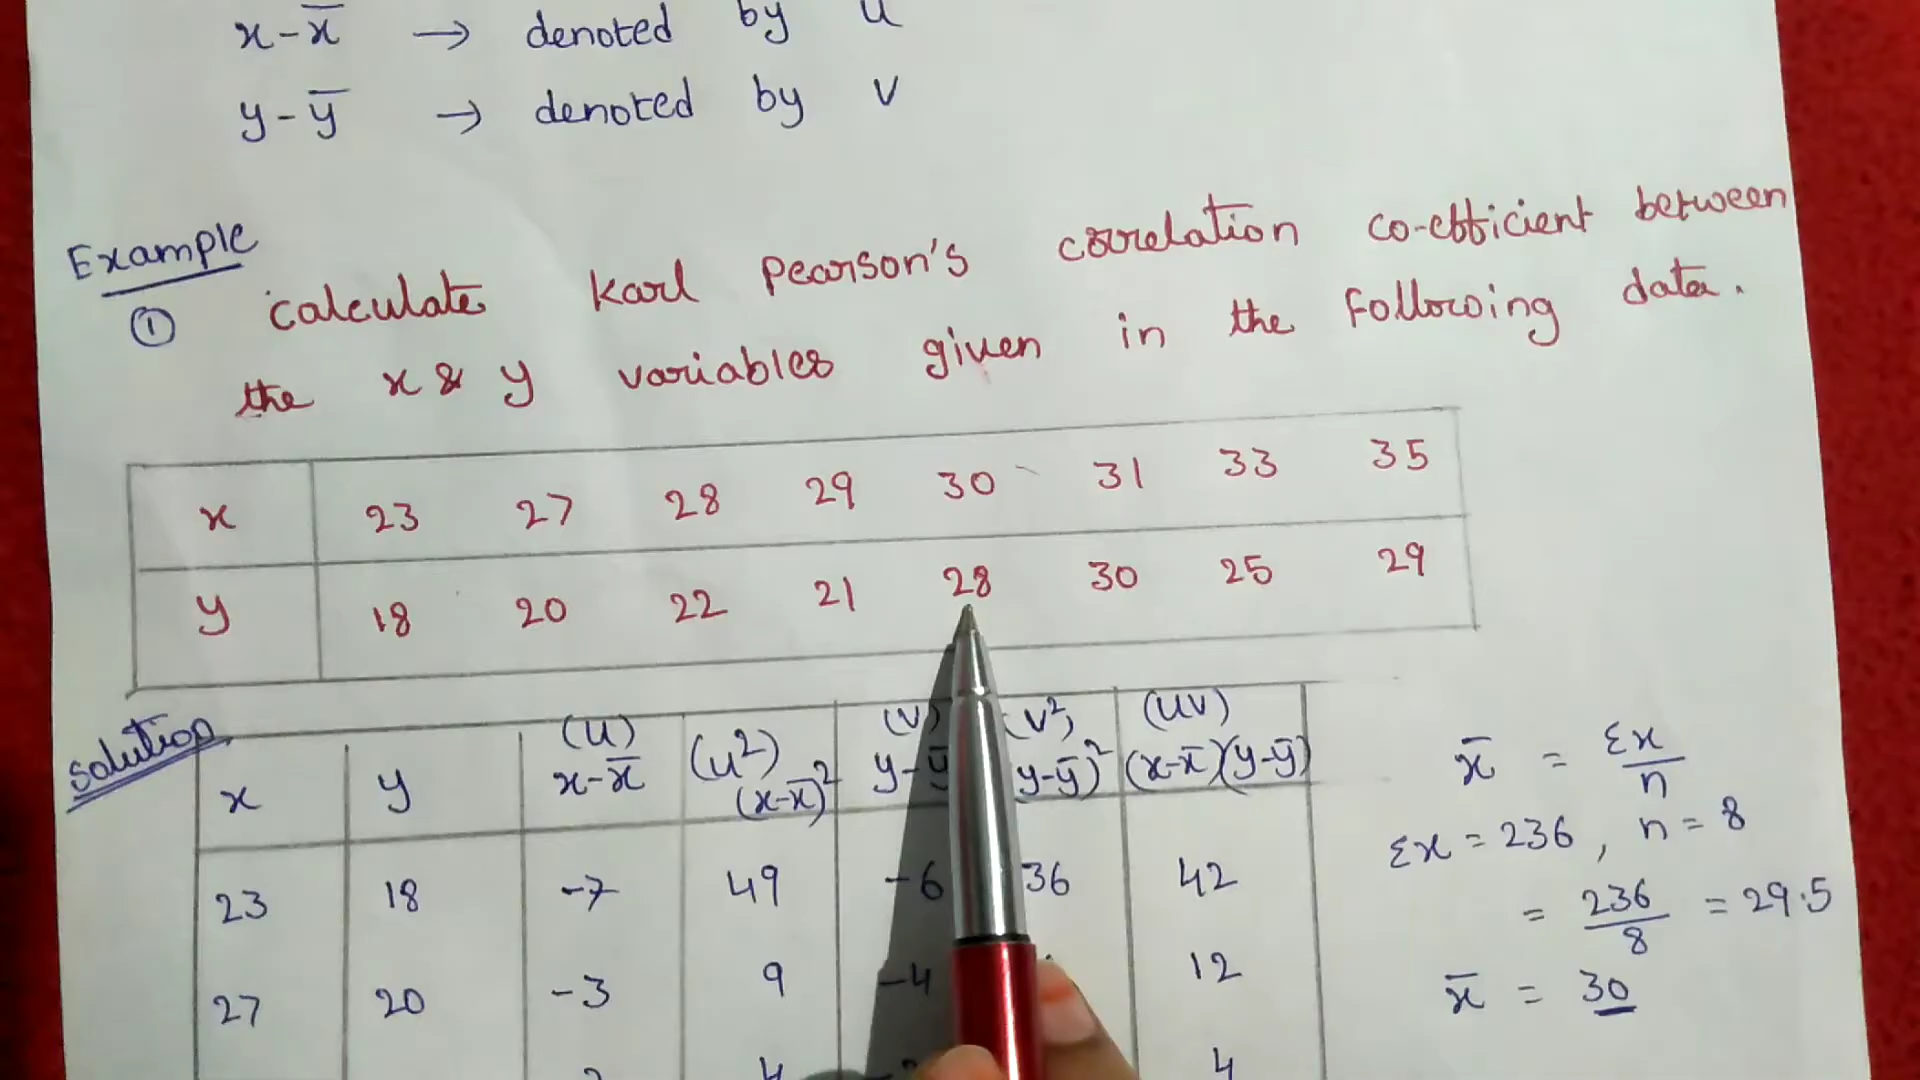 x - x̄ → denoted by u
y - ȳ → denoted by v
Example
① calculate Karl Pearson's correlation co-efficient between
the x & y variables given in the following data.
x 23 27 28 29 30 31 33 35
y 18 20 22 21 28 30 25 29
Solution
x y (u) x-x̄ (u²) (x-x̄)² (v) y-ȳ (v²) (y-ȳ)² (uv) (x-x̄)(y-ȳ)
23 18 -7 49 -6 36 42
27 20 -3 9 -4 12
4 4
x̄ = Σx/n
Σx = 236, n = 8
= 236/8 = 29.5
x̄ = 30